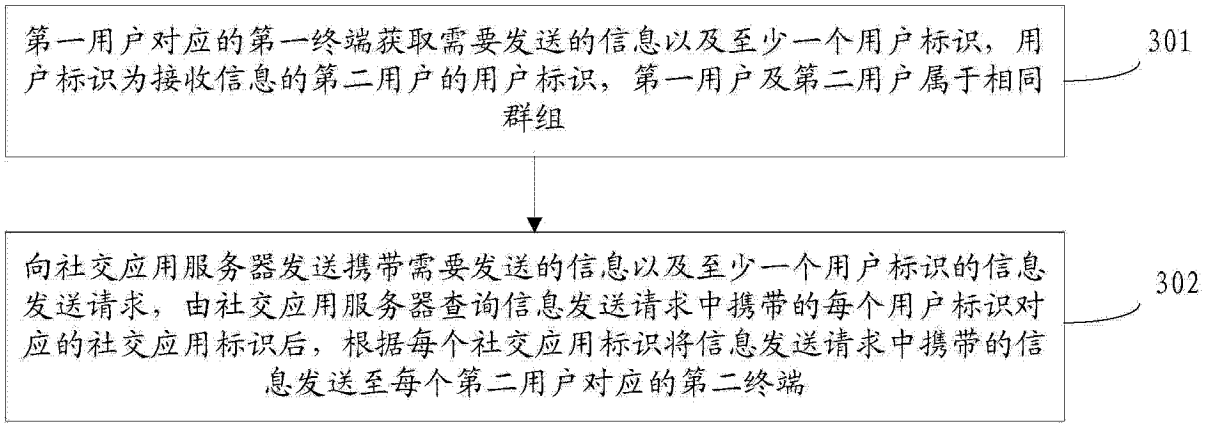 第一用户对应的第一终端获取需要发送的信息以及至少一个用户标识，用
户标识为接收信息的第二用户的用户标识，第一用户及第二用户属于相同
群组
301
向社交应用服务器发送携带需要发送的信息以及至少一个用户标识的信息
发送请求，由社交应用服务器查询信息发送请求中携带的每个用户标识对
应的社交应用标识后，根据每个社交应用标识将信息发送请求中携带的信
息发送至每个第二用户对应的第二终端
302